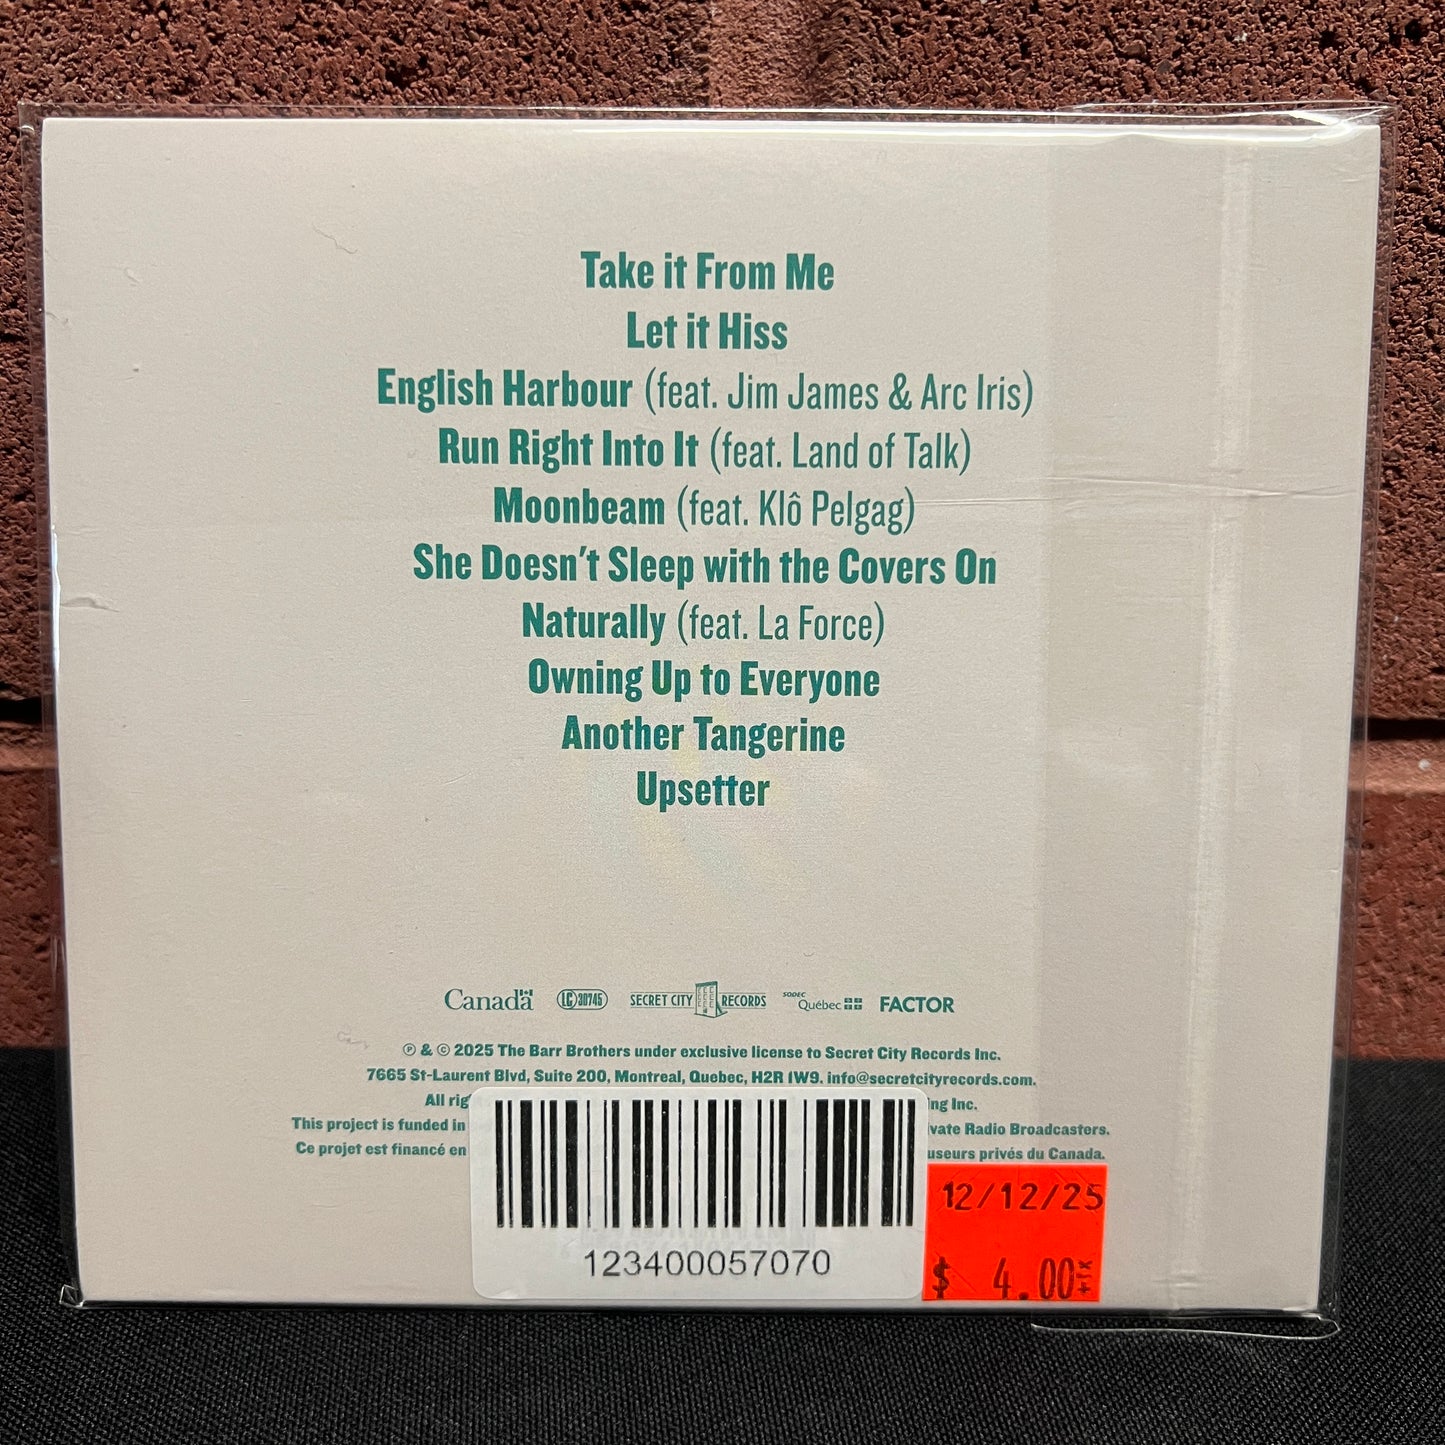 Take it From Me
Let it Hiss
English Harbour (feat. Jim James & Arc Iris)
Run Right Into It (feat. Land of Talk)
Moonbeam (feat. Klô Pelgag)
She Doesn't Sleep with the Covers On
Naturally (feat. La Force)
Owning Up to Everyone
Another Tangerine
Upsetter
Canada LC 30745 SECRET CITY RECORDS SODEC Québec FACTOR
℗ & © 2025 The Barr Brothers under exclusive license to Secret City Records Inc.
7665 St-Laurent Blvd, Suite 200, Montreal, Quebec, H2R 1W9. info@secretcityrecords.com.
All Inc.
This project is funded in Radio Broadcasters.
Ce projet est financé en privés du Canada.
123400057070
12/12/25
$ 4.00